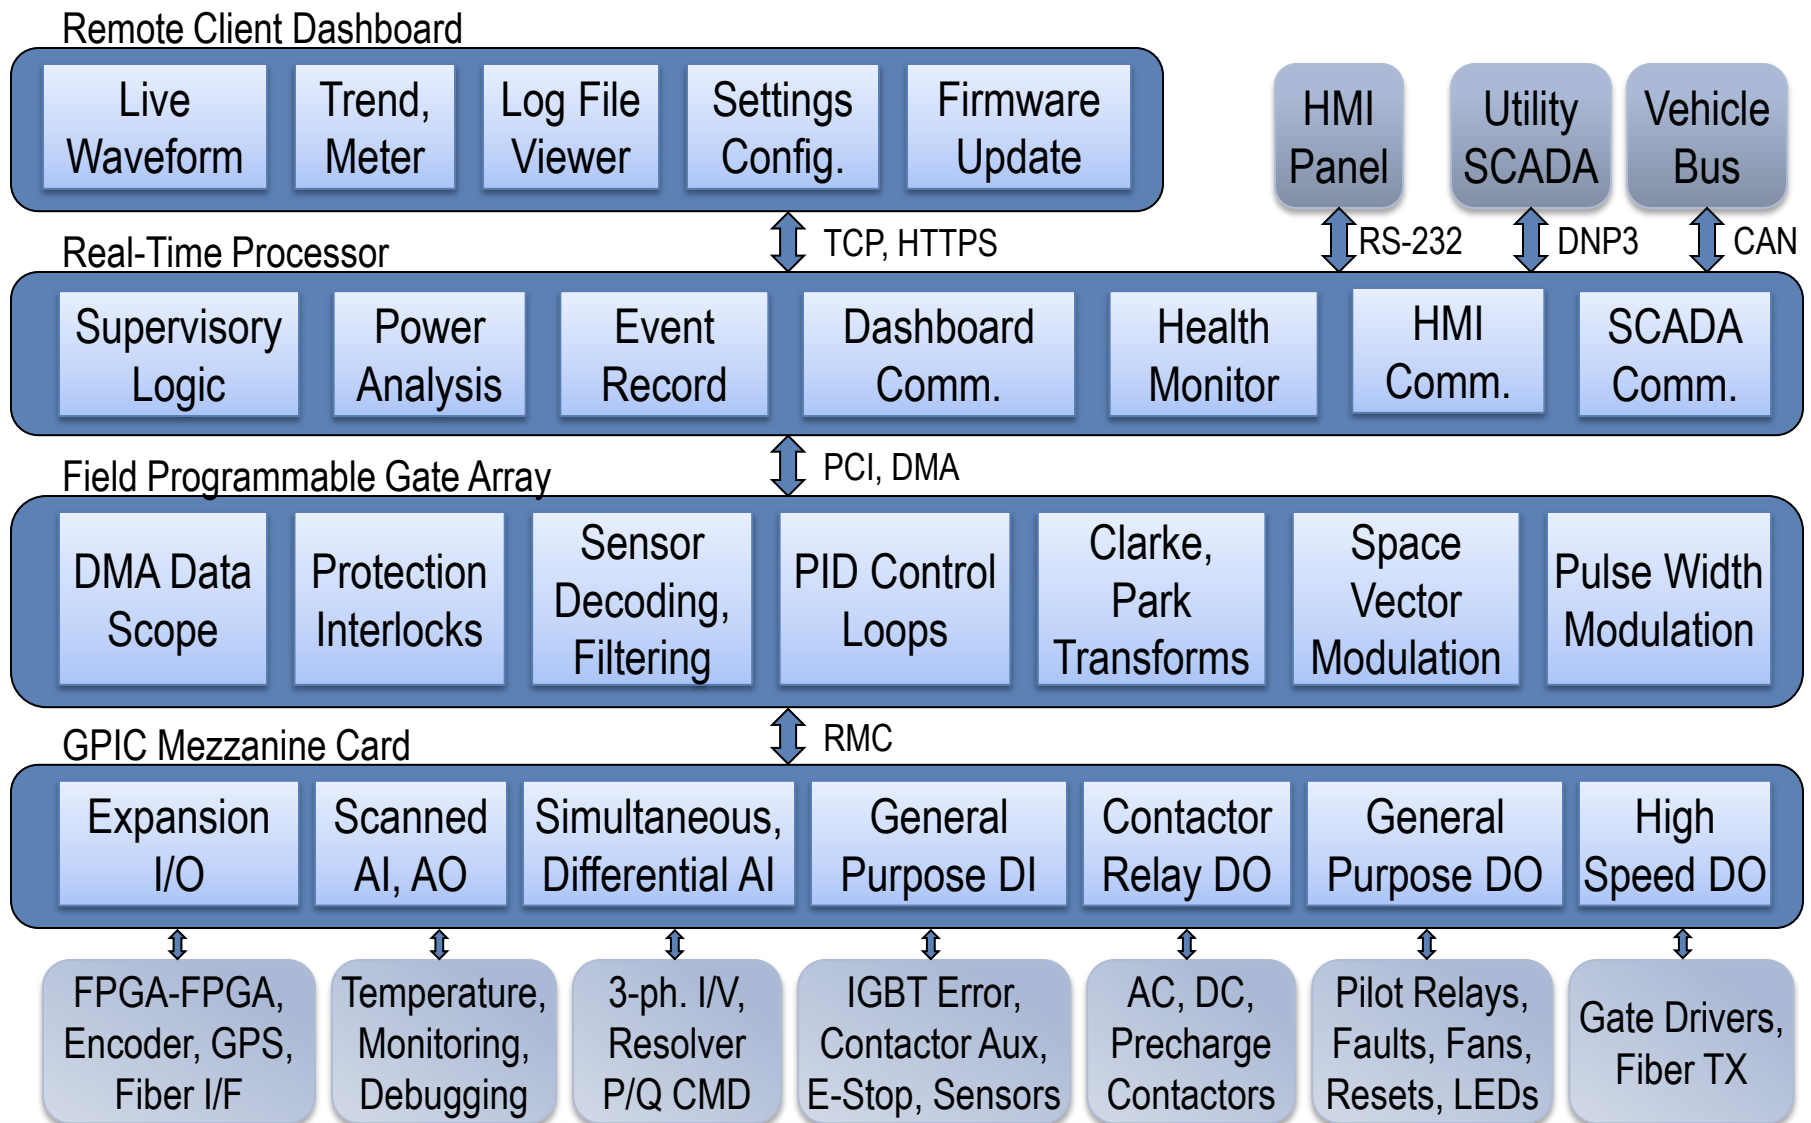 Remote Client Dashboard
Live
Waveform
Trend,
Meter
Log File
Viewer
Settings
Config.
Firmware
Update
HMI
Panel
Utility
SCADA
Vehicle
Bus
TCP, HTTPS
RS-232
DNP3
CAN
Real-Time Processor
Supervisory
Logic
Power
Analysis
Event
Record
Dashboard
Comm.
Health
Monitor
HMI
Comm.
SCADA
Comm.
PCI, DMA
Field Programmable Gate Array
DMA Data
Scope
Protection
Interlocks
Sensor
Decoding,
Filtering
PID Control
Loops
Clarke,
Park
Transforms
Space
Vector
Modulation
Pulse Width
Modulation
RMC
GPIC Mezzanine Card
Expansion
I/O
Scanned
AI, AO
Simultaneous,
Differential AI
General
Purpose DI
Contactor
Relay DO
General
Purpose DO
High
Speed DO
FPGA-FPGA,
Encoder, GPS,
Fiber I/F
Temperature,
Monitoring,
Debugging
3-ph. I/V,
Resolver
P/Q CMD
IGBT Error,
Contactor Aux,
E-Stop, Sensors
AC, DC,
Precharge
Contactors
Pilot Relays,
Faults, Fans,
Resets, LEDs
Gate Drivers,
Fiber TX